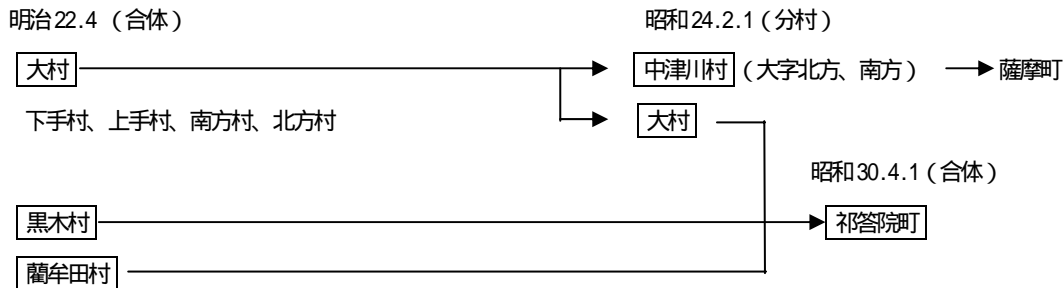 明治22.4 (合体)
昭和24.2.1(分村)
大村
中津川村 (大字北方、南方)
薩摩町
下手村、上手村、南方村、北方村
大村
昭和30.4.1(合体)
黒木村
祁答院町
藺牟田村